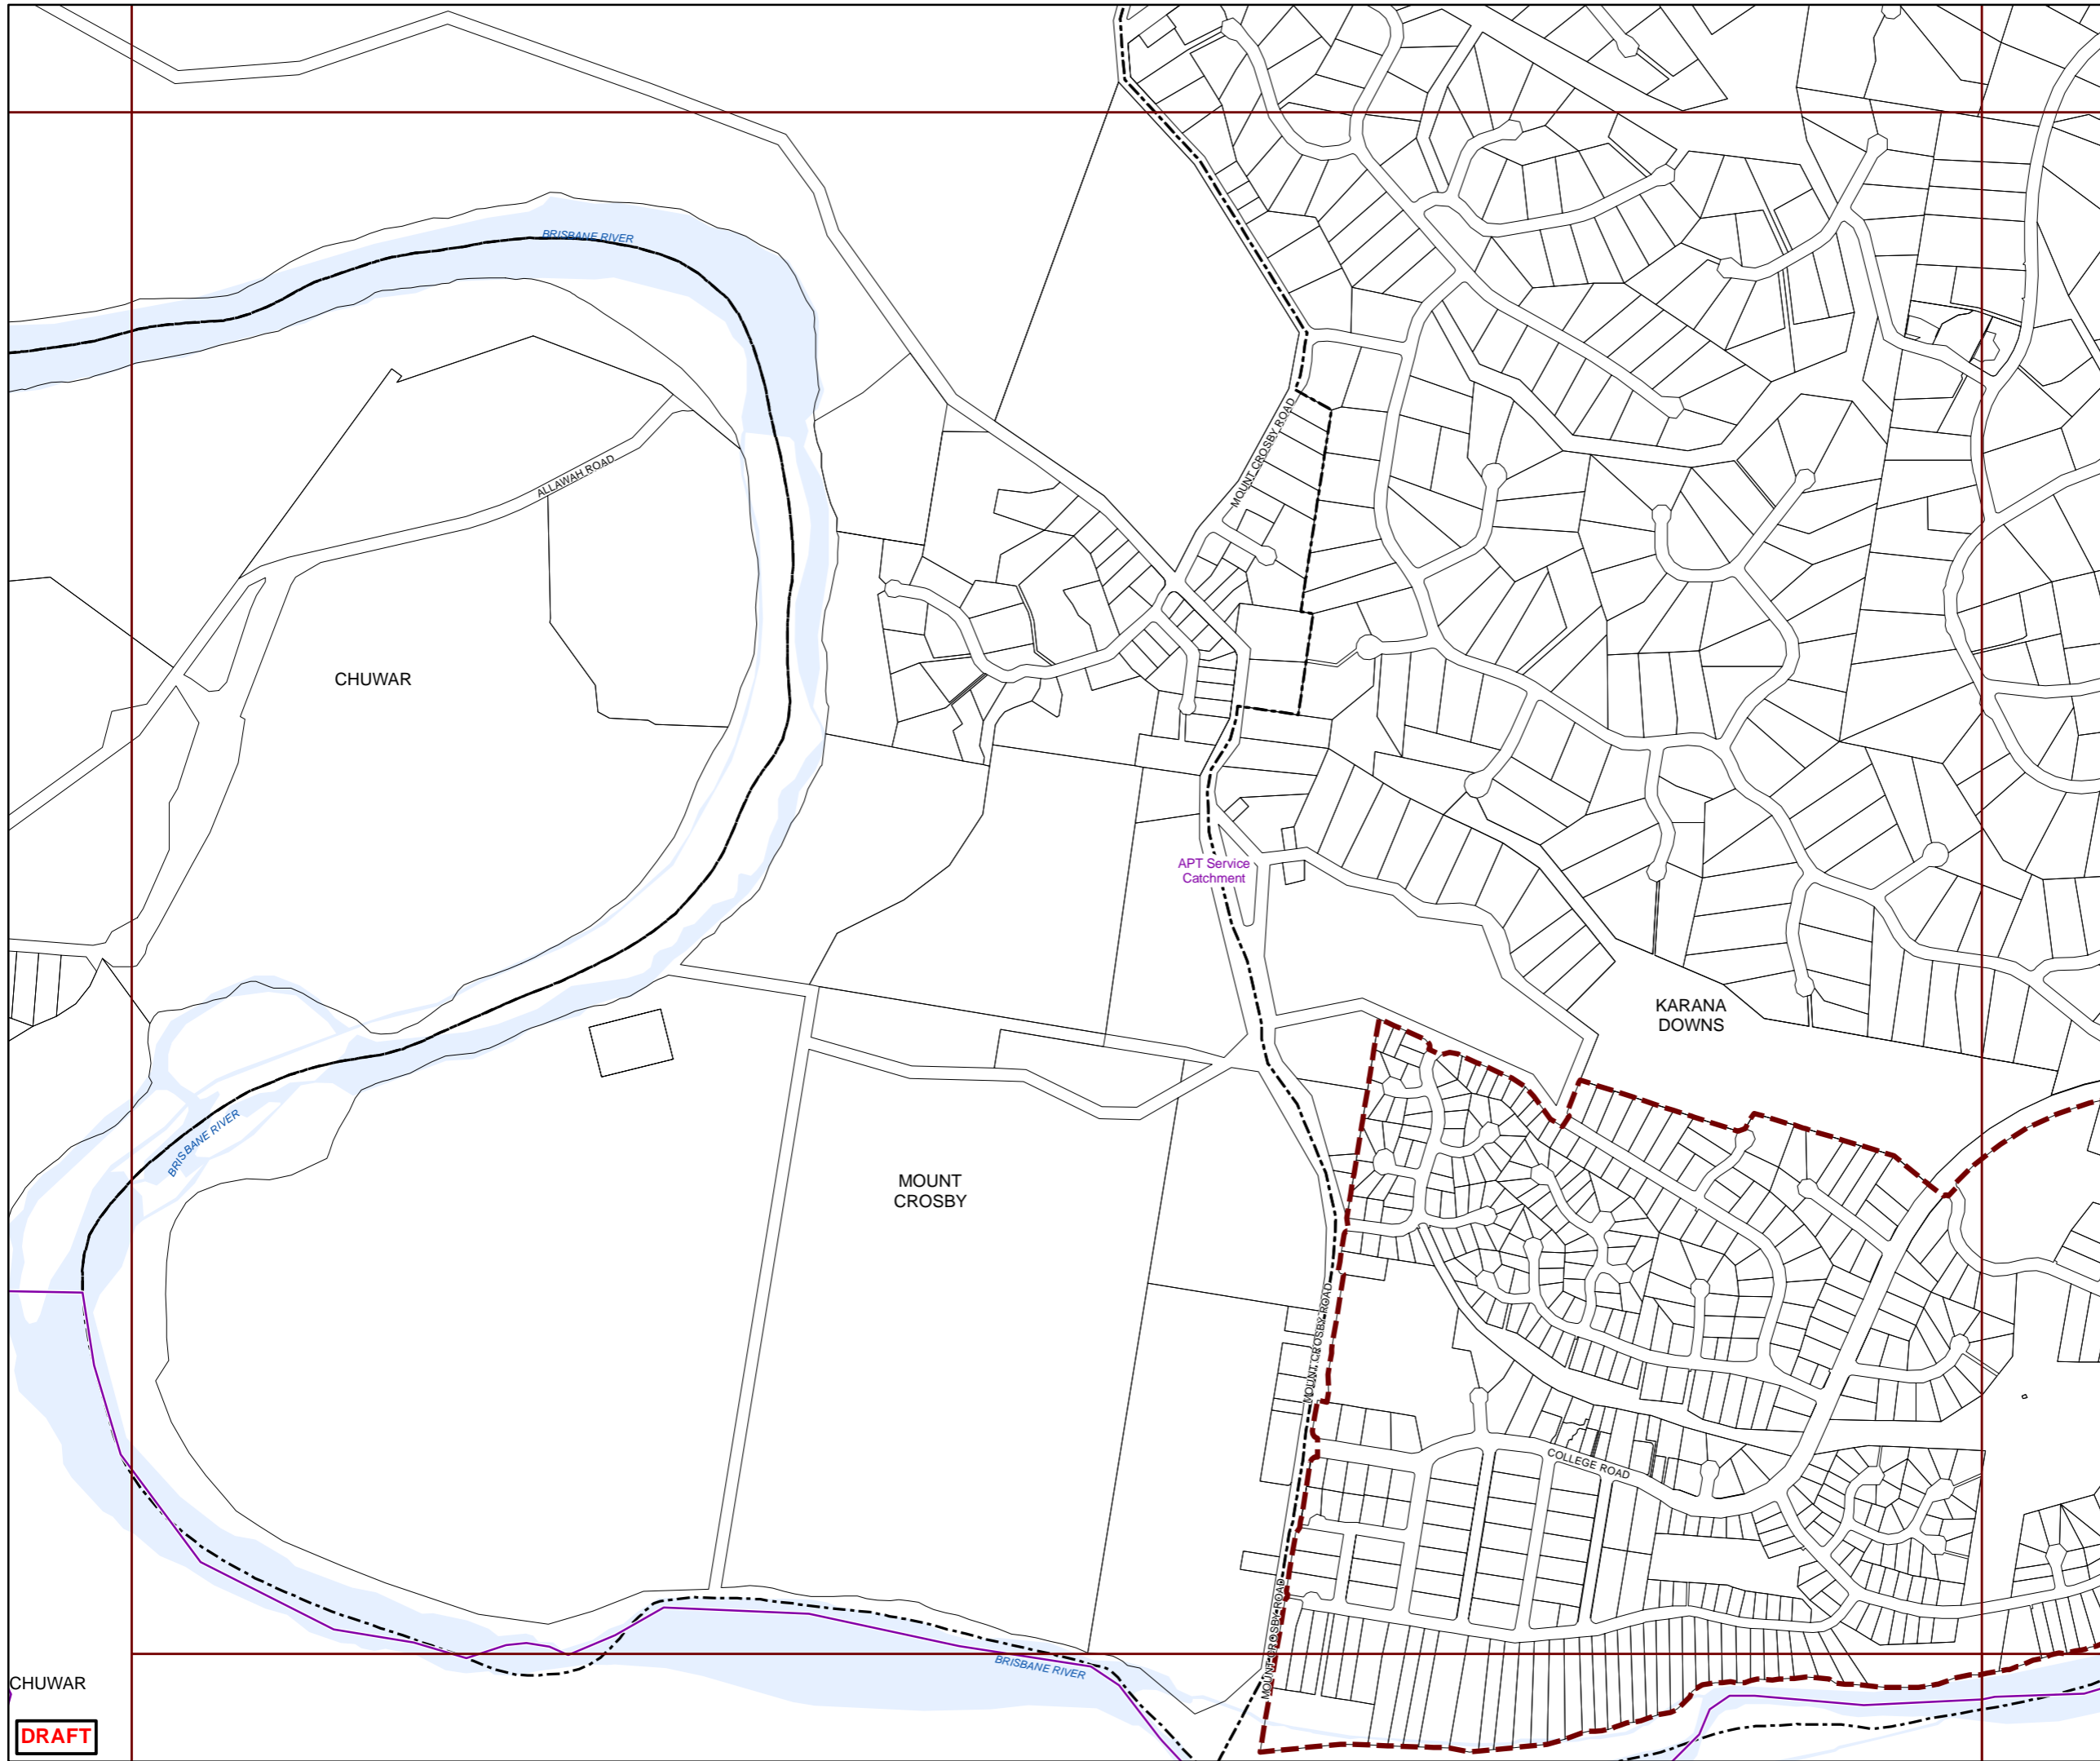 BRISBANE RIVER
MOUNT CROSBY ROAD
ALLAWAH ROAD
CHUWAR
APT Service
Catchment
KARANA
DOWNS
BRISBANE RIVER
MOUNT
CROSBY
MOUNT CROSBY ROAD
COLLEGE ROAD
MOUNT CROSBY ROAD
BRISBANE RIVER
CHUWAR
DRAFT